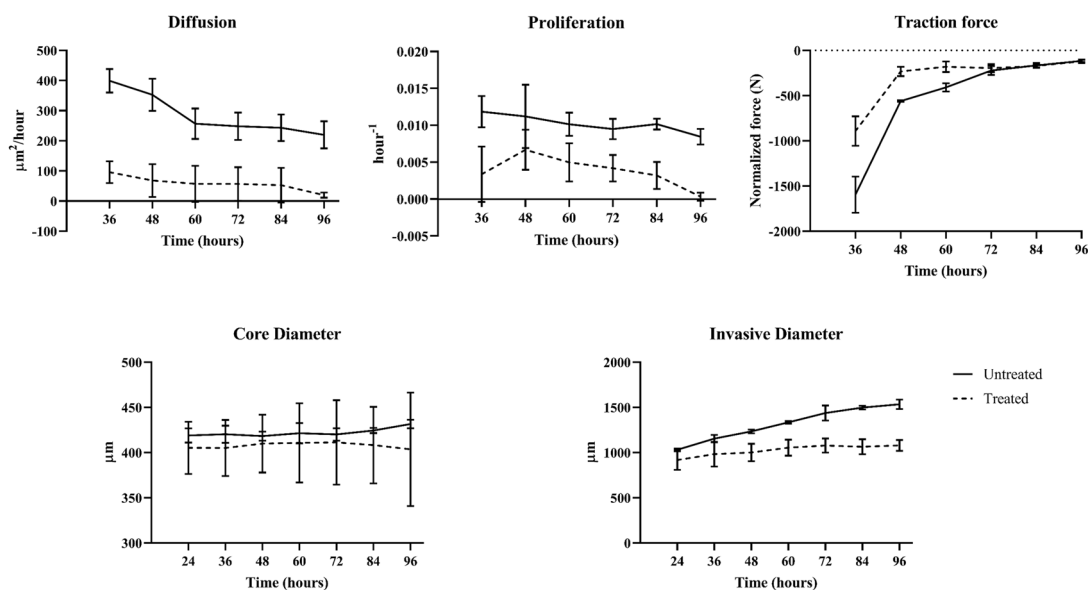 Diffusion
μm²/hour
500
400
300
200
100
0
-100
36 48 60 72 84 96
Time (hours)
Proliferation
hour⁻¹
0.020
0.015
0.010
0.005
0.000
-0.005
36 48 60 72 84 96
Time (hours)
Traction force
Normalized force (N)
0
-500
-1000
-1500
-2000
36 48 60 72 84 96
Time (hours)
Core Diameter
μm
500
450
400
350
300
24 36 48 60 72 84 96
Time (hours)
Invasive Diameter
μm
2000
1500
1000
500
0
24 36 48 60 72 84 96
Time (hours)
Untreated
Treated